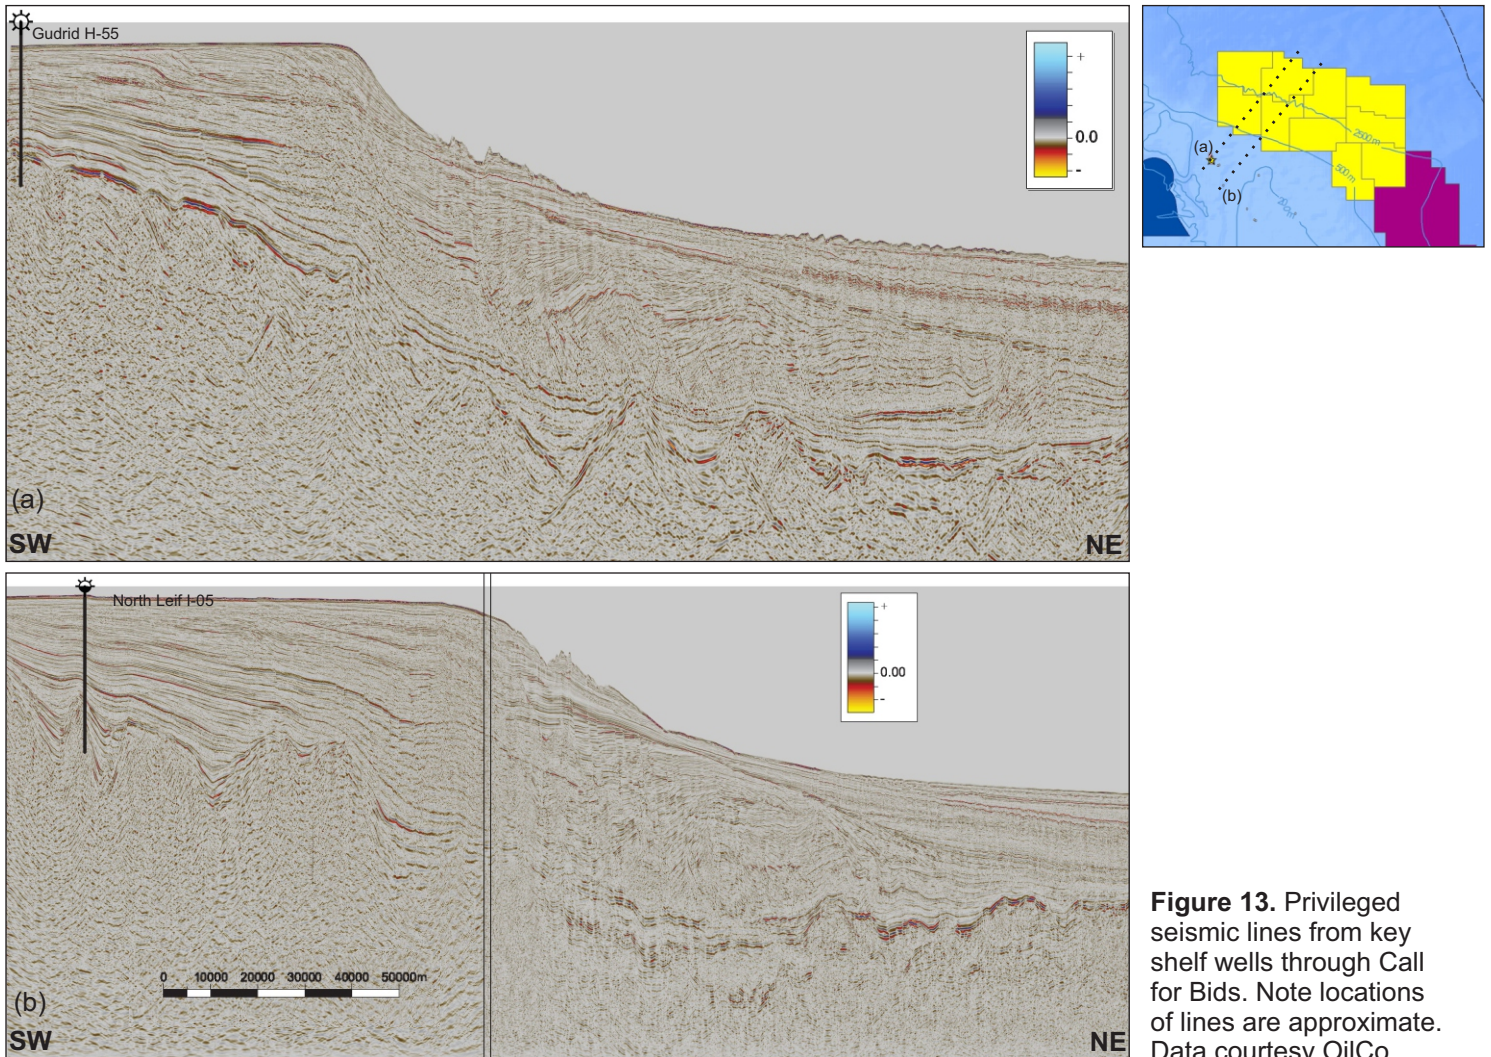 Gudrid H-55
+
0.0
-
(a)
SW
NE
(a)
(b)
2500 m
500 m
North Leif I-05
+
0.00
-
0 10000 20000 30000 40000 50000m
(b)
SW
NE
Figure 13. Privileged
seismic lines from key
shelf wells through Call
for Bids. Note locations
of lines are approximate.
Data courtesy OilCo